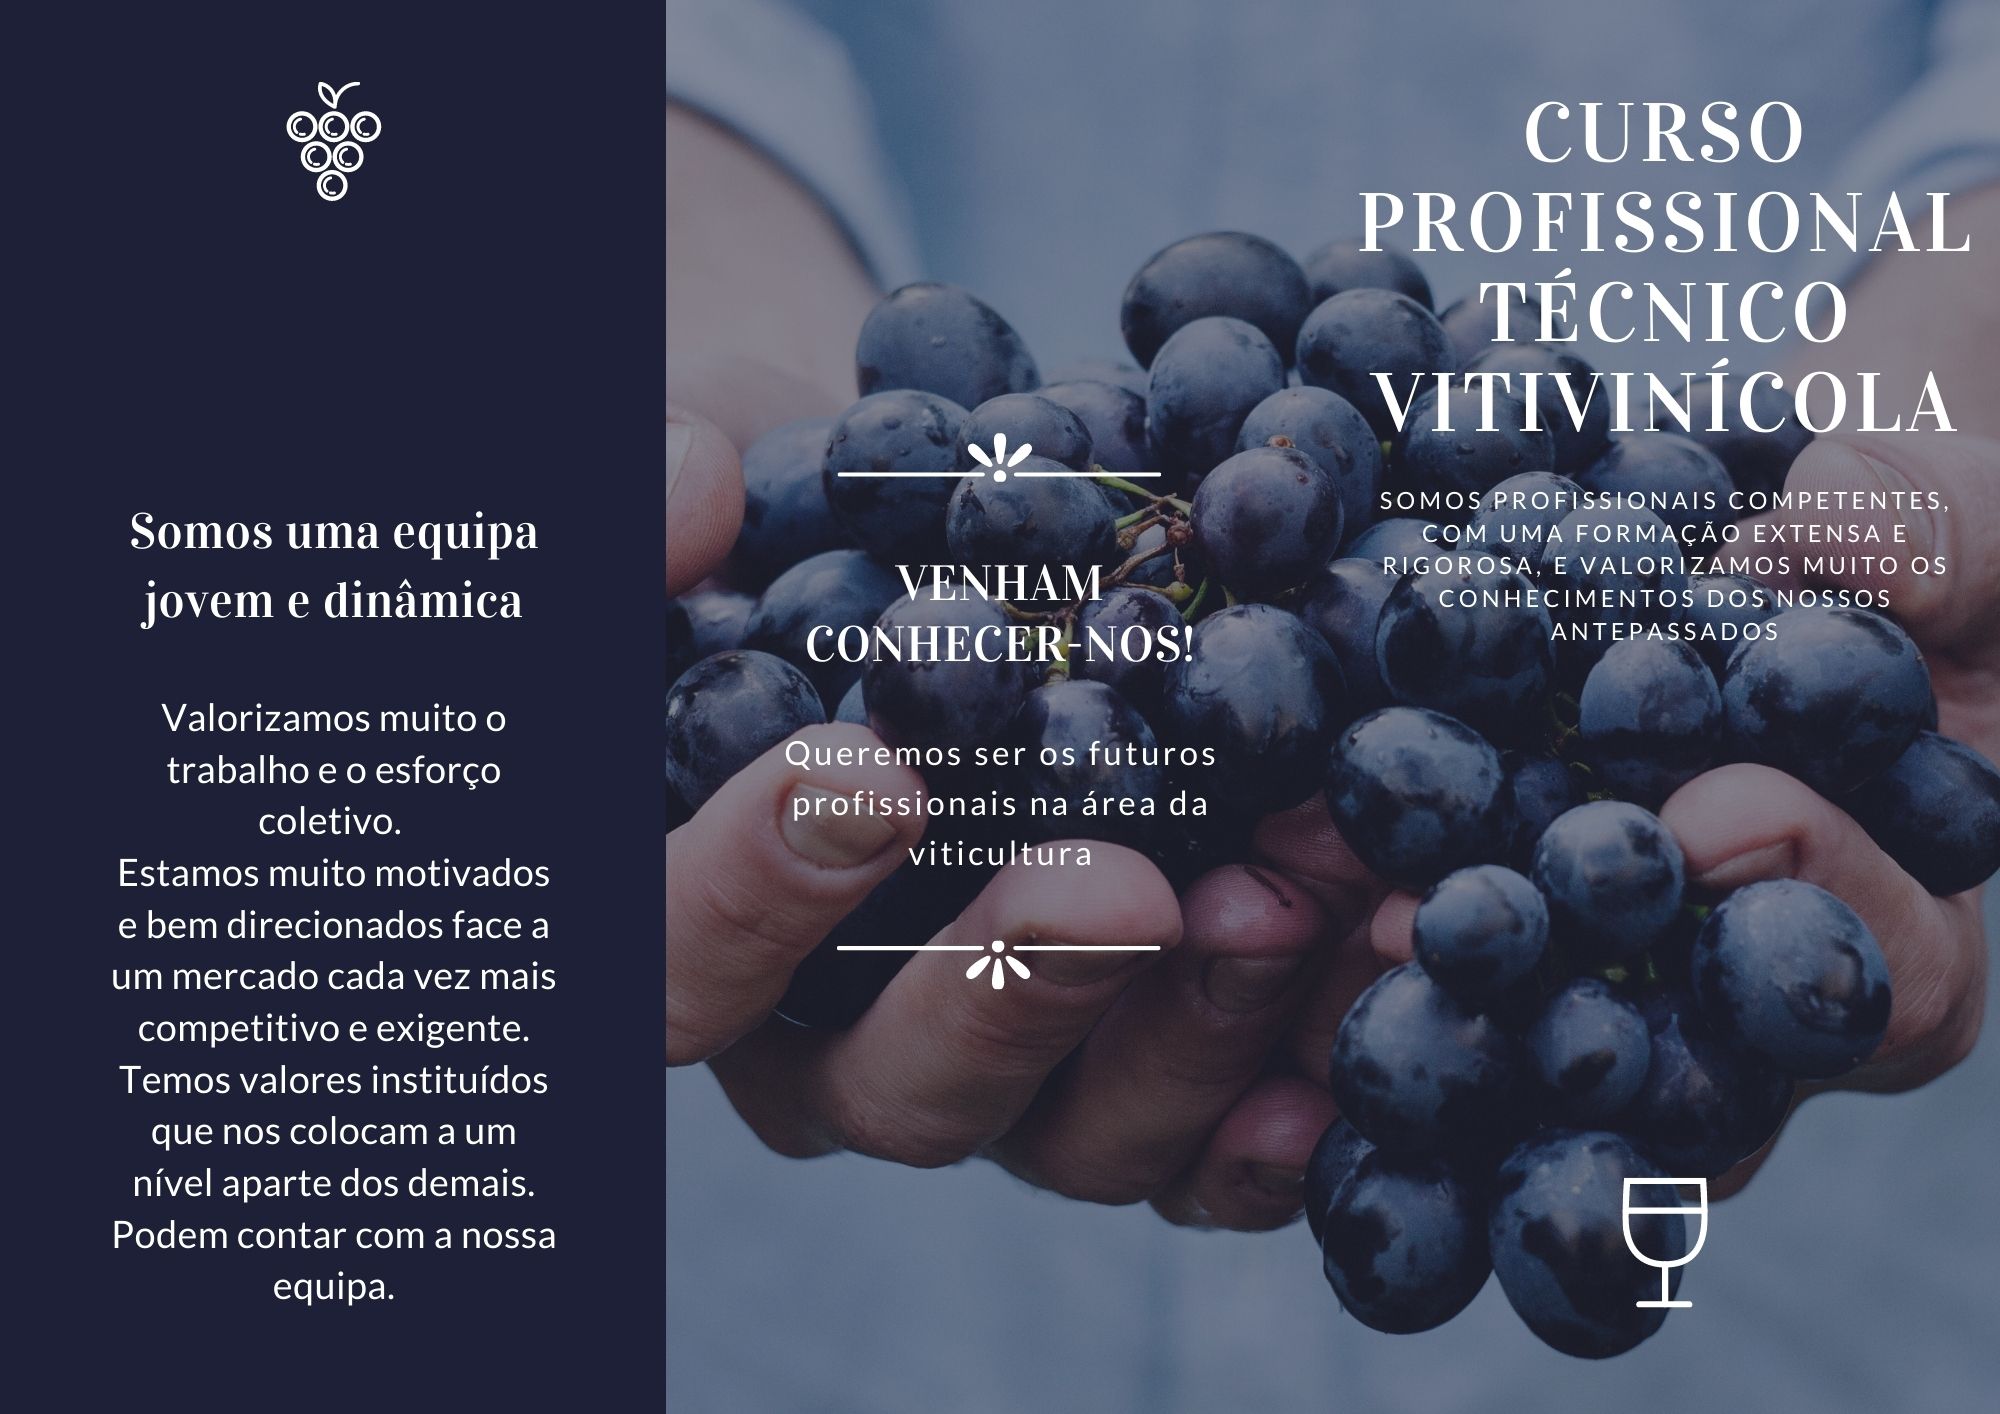 Somos uma equipa
jovem e dinâmica
Valorizamos muito o
trabalho e o esforço
coletivo.
Estamos muito motivados
e bem direcionados face a
um mercado cada vez mais
competitivo e exigente.
Temos valores instituídos
que nos colocam a um
nível aparte dos demais.
Podem contar com a nossa
equipa.
VENHAM
CONHECER-NOS!
Queremos ser os futuros
profissionais na área da
viticultura
CURSO
PROFISSIONAL
TÉCNICO
VITIVINÍCOLA
SOMOS PROFISSIONAIS COMPETENTES,
COM UMA FORMAÇÃO EXTENSA E
RIGOROSA, E VALORIZAMOS MUITO OS
CONHECIMENTOS DOS NOSSOS
ANTEPASSADOS